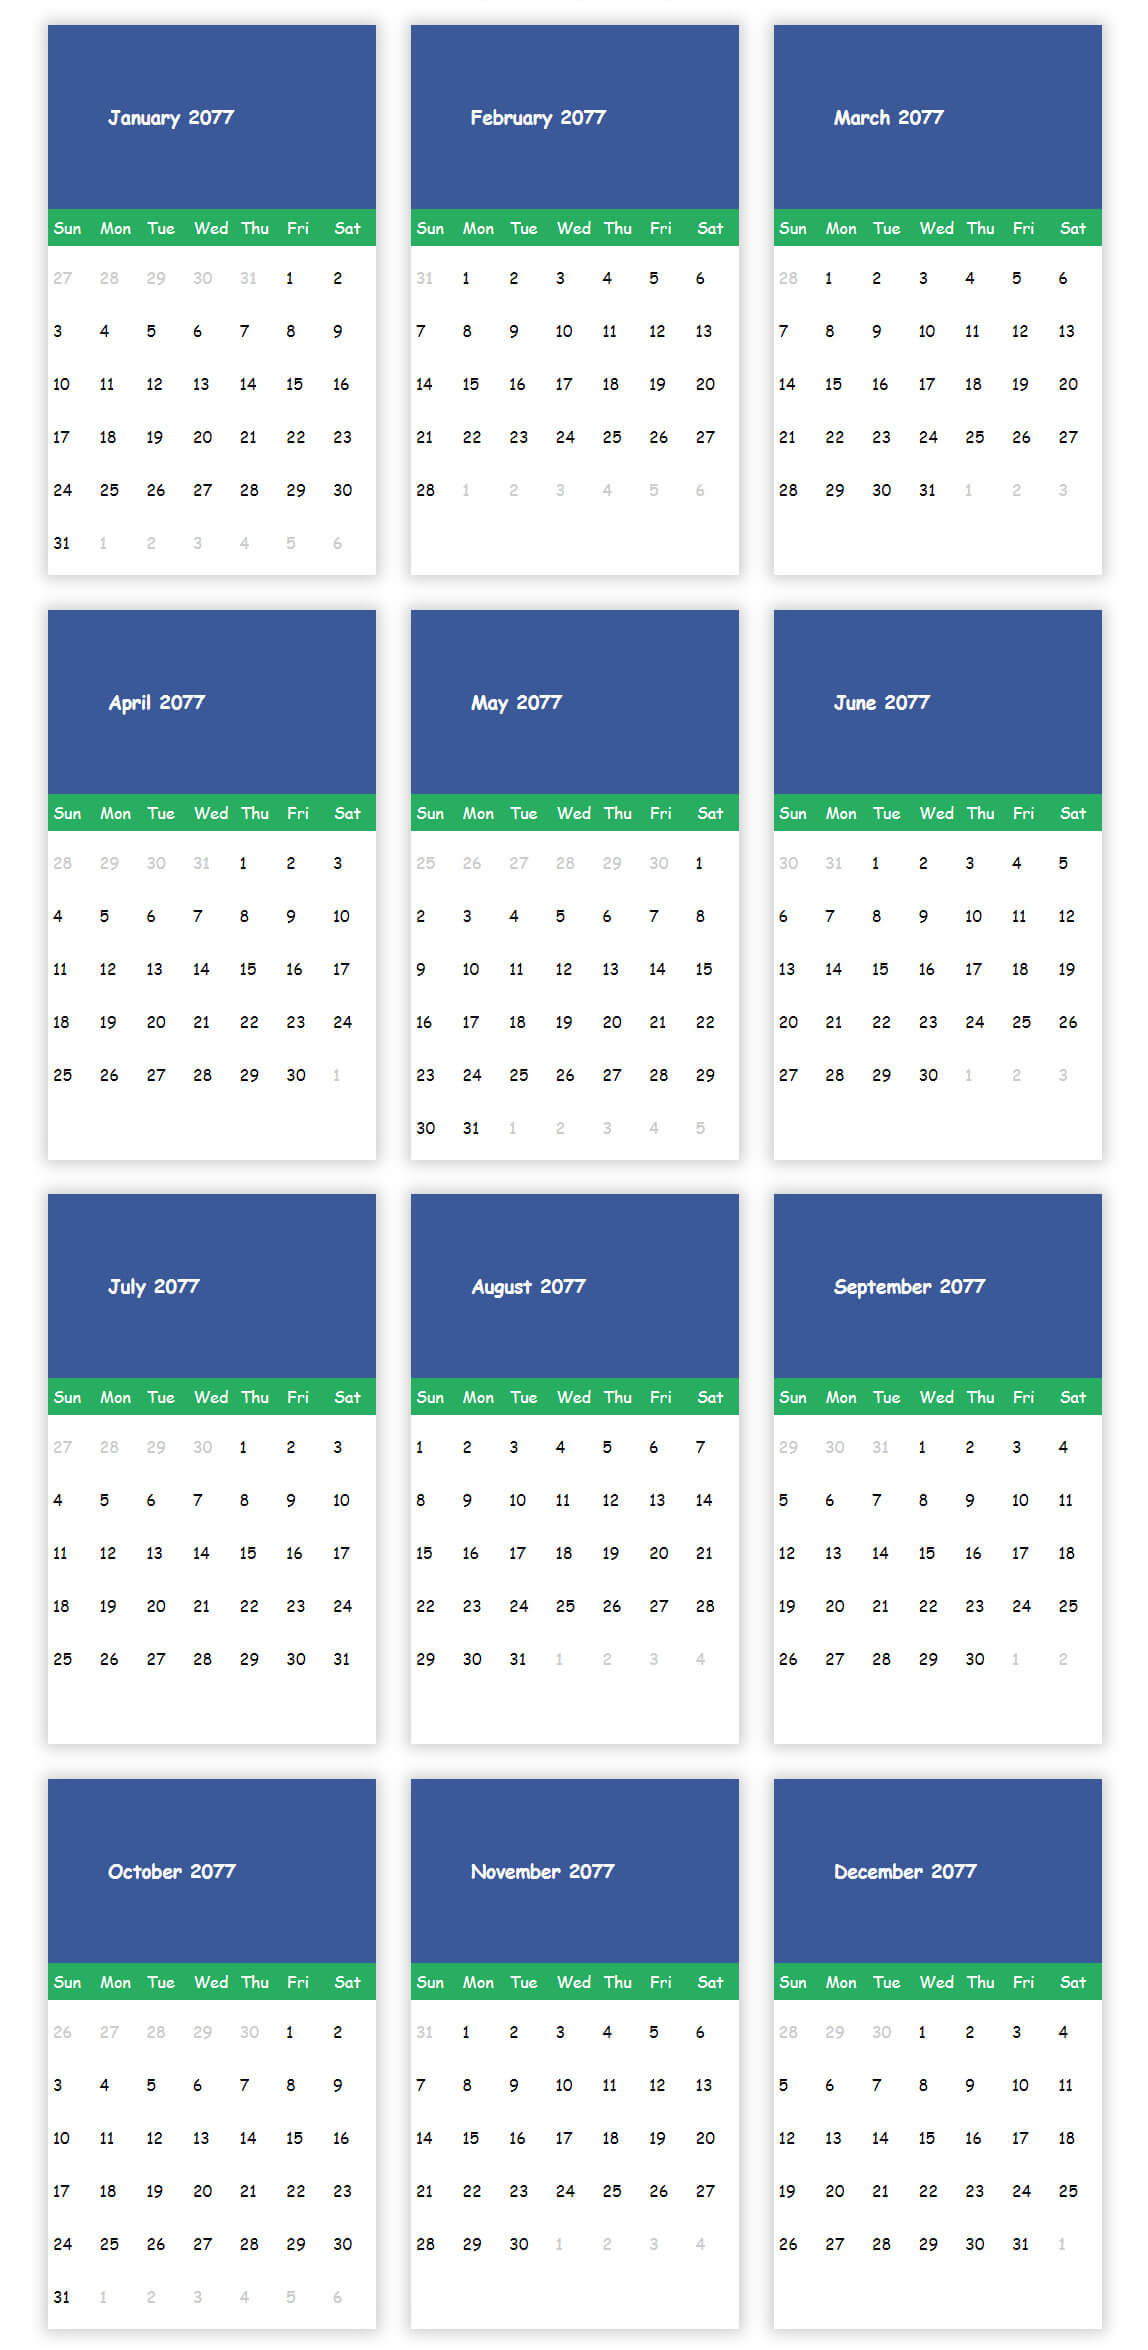 January 2077
Sun Mon Tue Wed Thu Fri Sat
27 28 29 30 31 1 2
3 4 5 6 7 8 9
10 11 12 13 14 15 16
17 18 19 20 21 22 23
24 25 26 27 28 29 30
31 1 2 3 4 5 6
February 2077
Sun Mon Tue Wed Thu Fri Sat
31 1 2 3 4 5 6
7 8 9 10 11 12 13
14 15 16 17 18 19 20
21 22 23 24 25 26 27
28 1 2 3 4 5 6
March 2077
Sun Mon Tue Wed Thu Fri Sat
28 1 2 3 4 5 6
7 8 9 10 11 12 13
14 15 16 17 18 19 20
21 22 23 24 25 26 27
28 29 30 31 1 2 3
April 2077
Sun Mon Tue Wed Thu Fri Sat
28 29 30 31 1 2 3
4 5 6 7 8 9 10
11 12 13 14 15 16 17
18 19 20 21 22 23 24
25 26 27 28 29 30 1
May 2077
Sun Mon Tue Wed Thu Fri Sat
25 26 27 28 29 30 1
2 3 4 5 6 7 8
9 10 11 12 13 14 15
16 17 18 19 20 21 22
23 24 25 26 27 28 29
30 31 1 2 3 4 5
June 2077
Sun Mon Tue Wed Thu Fri Sat
30 31 1 2 3 4 5
6 7 8 9 10 11 12
13 14 15 16 17 18 19
20 21 22 23 24 25 26
27 28 29 30 1 2 3
July 2077
Sun Mon Tue Wed Thu Fri Sat
27 28 29 30 1 2 3
4 5 6 7 8 9 10
11 12 13 14 15 16 17
18 19 20 21 22 23 24
25 26 27 28 29 30 31
August 2077
Sun Mon Tue Wed Thu Fri Sat
1 2 3 4 5 6 7
8 9 10 11 12 13 14
15 16 17 18 19 20 21
22 23 24 25 26 27 28
29 30 31 1 2 3 4
September 2077
Sun Mon Tue Wed Thu Fri Sat
29 30 31 1 2 3 4
5 6 7 8 9 10 11
12 13 14 15 16 17 18
19 20 21 22 23 24 25
26 27 28 29 30 1 2
October 2077
Sun Mon Tue Wed Thu Fri Sat
26 27 28 29 30 1 2
3 4 5 6 7 8 9
10 11 12 13 14 15 16
17 18 19 20 21 22 23
24 25 26 27 28 29 30
31 1 2 3 4 5 6
November 2077
Sun Mon Tue Wed Thu Fri Sat
31 1 2 3 4 5 6
7 8 9 10 11 12 13
14 15 16 17 18 19 20
21 22 23 24 25 26 27
28 29 30 1 2 3 4
December 2077
Sun Mon Tue Wed Thu Fri Sat
28 29 30 1 2 3 4
5 6 7 8 9 10 11
12 13 14 15 16 17 18
19 20 21 22 23 24 25
26 27 28 29 30 31 1